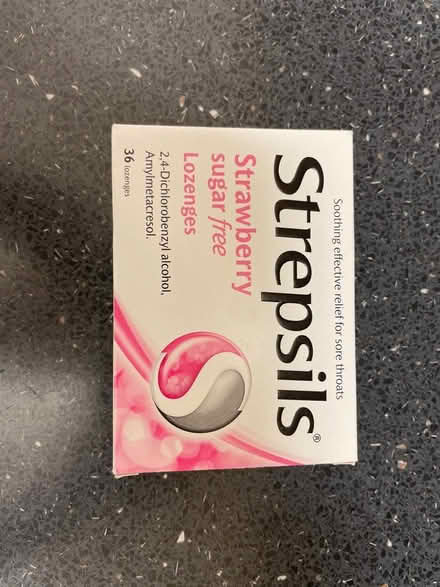 Soothing effective relief for sore throats
Strepsils®
Strawberry
sugar free
Lozenges
2,4-Dichlorobenzyl alcohol,
Amylmetacresol.
36 lozenges